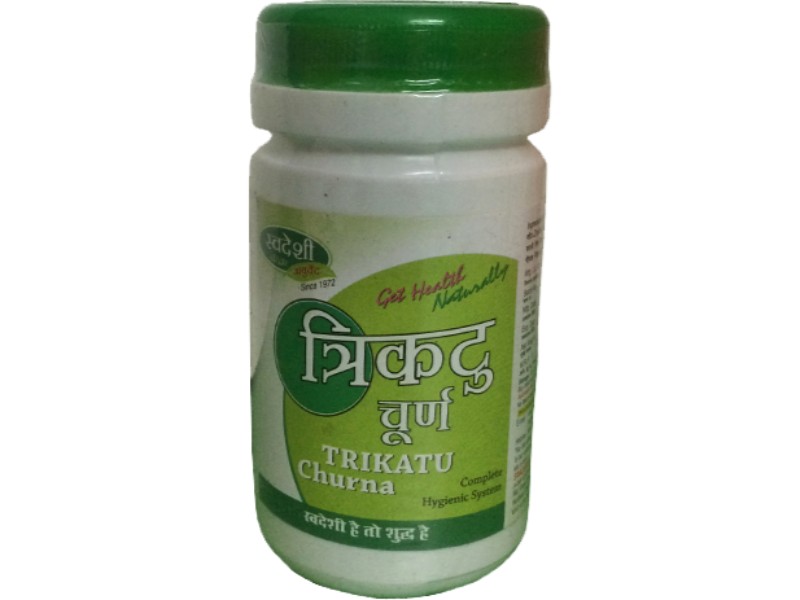 स्वदेशी
Since 1972
Get Health
Naturally
त्रिकटु
चूर्ण
TRIKATU
Churna
Complete
Hygienic System
स्वदेशी है तो शुद्ध है